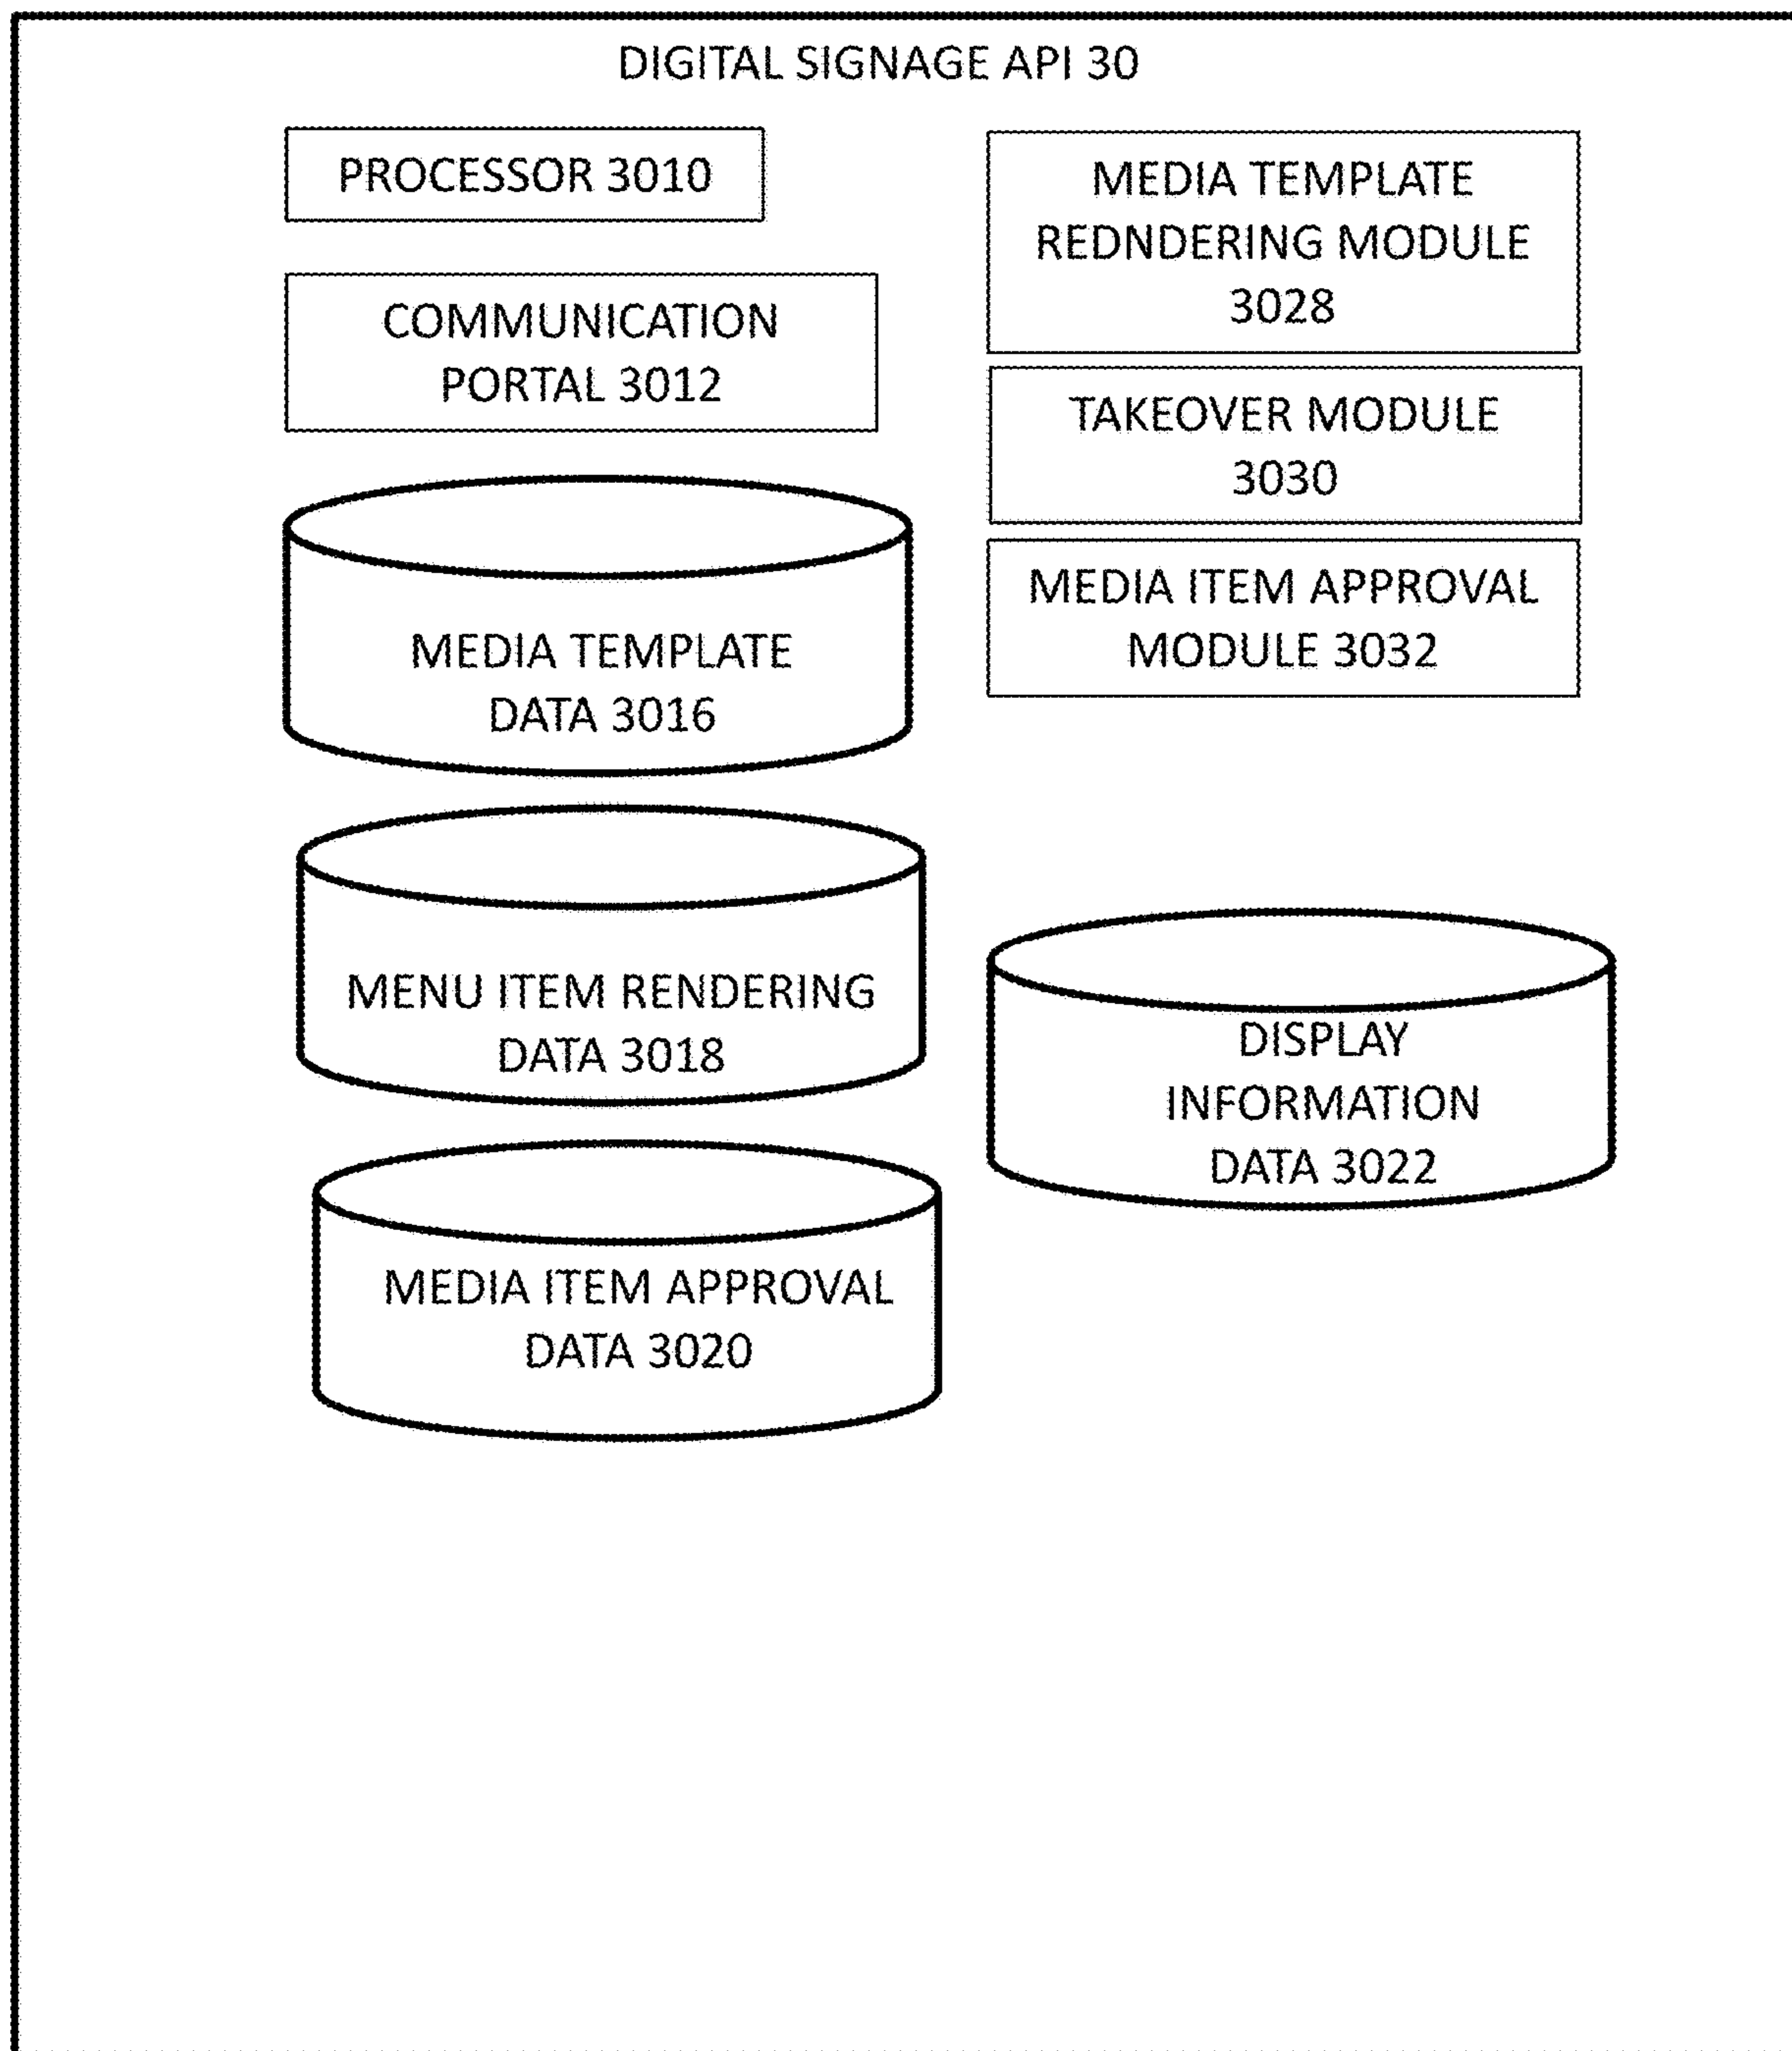 DIGITAL SIGNAGE API 30
PROCESSOR 3010
COMMUNICATION
PORTAL 3012
MEDIA TEMPLATE
DATA 3016
MENU ITEM RENDERING
DATA 3018
MEDIA ITEM APPROVAL
DATA 3020
MEDIA TEMPLATE
REDNDERING MODULE
3028
TAKEOVER MODULE
3030
MEDIA ITEM APPROVAL
MODULE 3032
DISPLAY
INFORMATION
DATA 3022